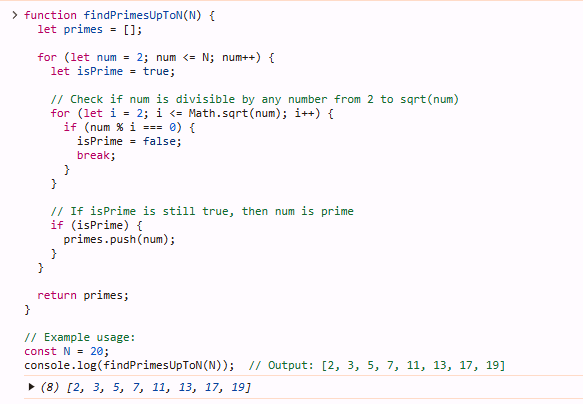 > function findPrimesUpToN(N) {
  let primes = [];

  for (let num = 2; num <= N; num++) {
    let isPrime = true;

    // Check if num is divisible by any number from 2 to sqrt(num)
    for (let i = 2; i <= Math.sqrt(num); i++) {
      if (num % i === 0) {
        isPrime = false;
        break;
      }
    }

    // If isPrime is still true, then num is prime
    if (isPrime) {
      primes.push(num);
    }
  }

  return primes;
}

// Example usage:
const N = 20;
console.log(findPrimesUpToN(N));  // Output: [2, 3, 5, 7, 11, 13, 17, 19]
▶ (8) [2, 3, 5, 7, 11, 13, 17, 19]